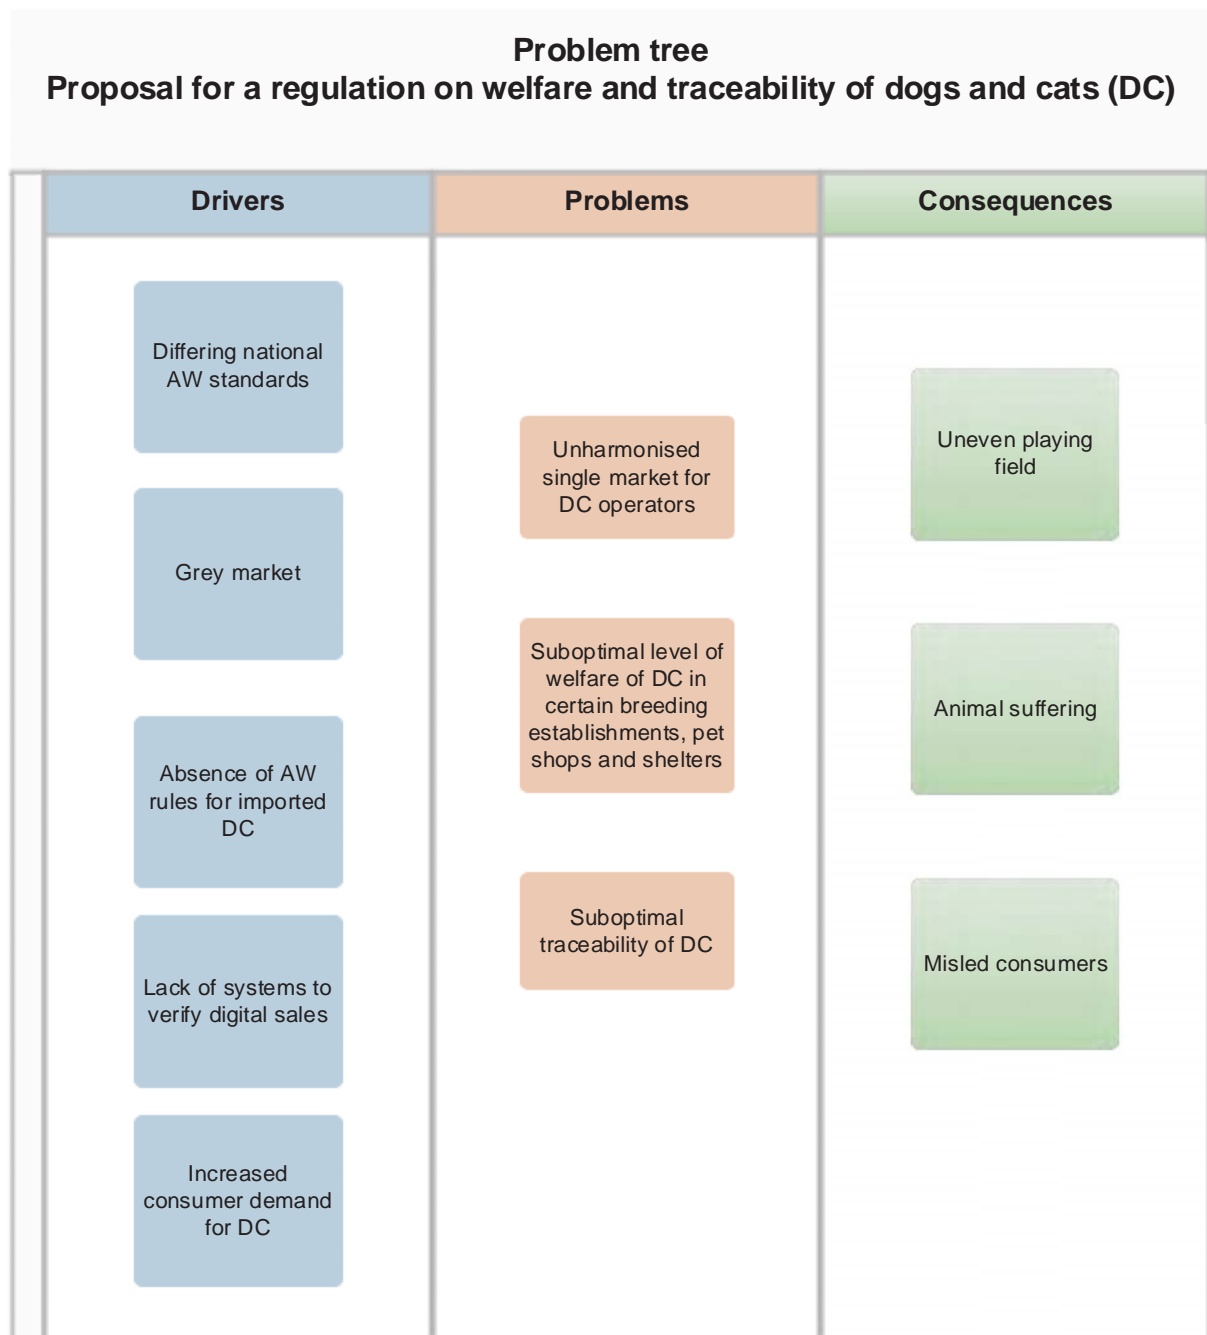 Problem tree
Proposal for a regulation on welfare and traceability of dogs and cats (DC)
Drivers
Problems
Consequences
Differing national
AW standards
Grey market
Absence of AW
rules for imported
DC
Lack of systems to
verify digital sales
Increased
consumer demand
for DC
Unharmonised
single market for
DC operators
Suboptimal level of
welfare of DC in
certain breeding
establishments, pet
shops and shelters
Suboptimal
traceability of DC
Uneven playing
field
Animal suffering
Misled consumers